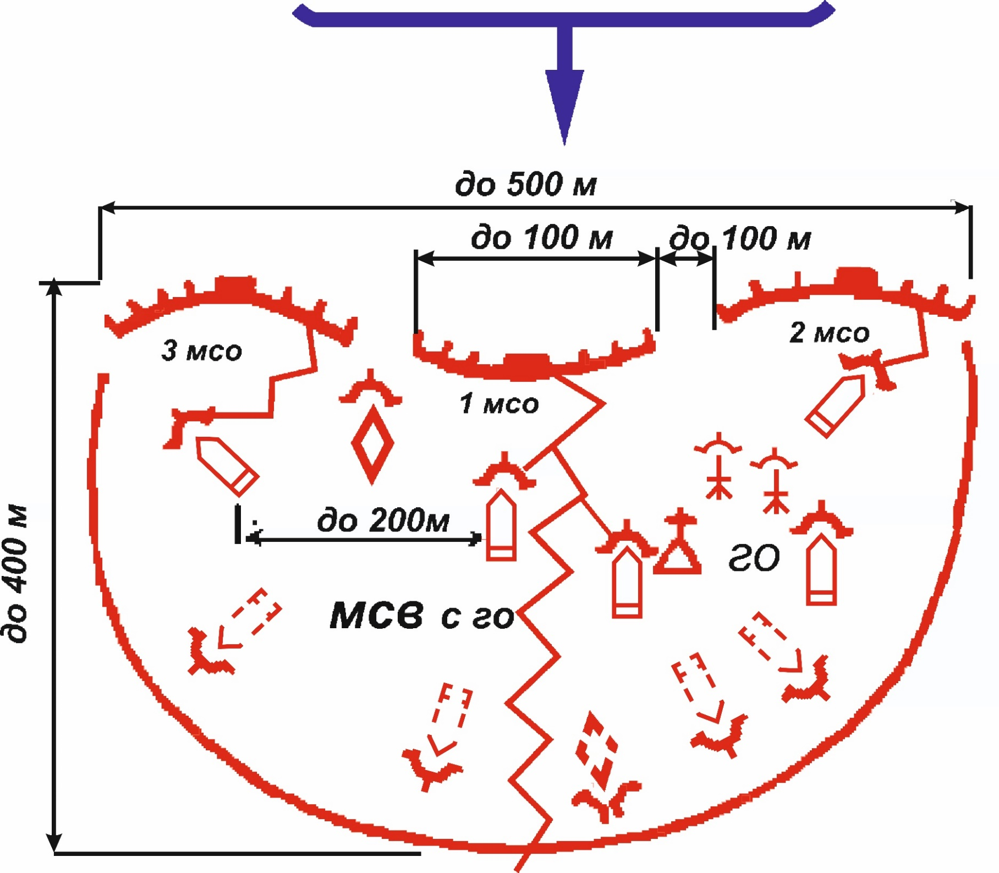 до 500 м
до 100 м
до 100 м
2 мсо
3 мсо
1 мсо
до 200м
го
мсв с го
до 400 м